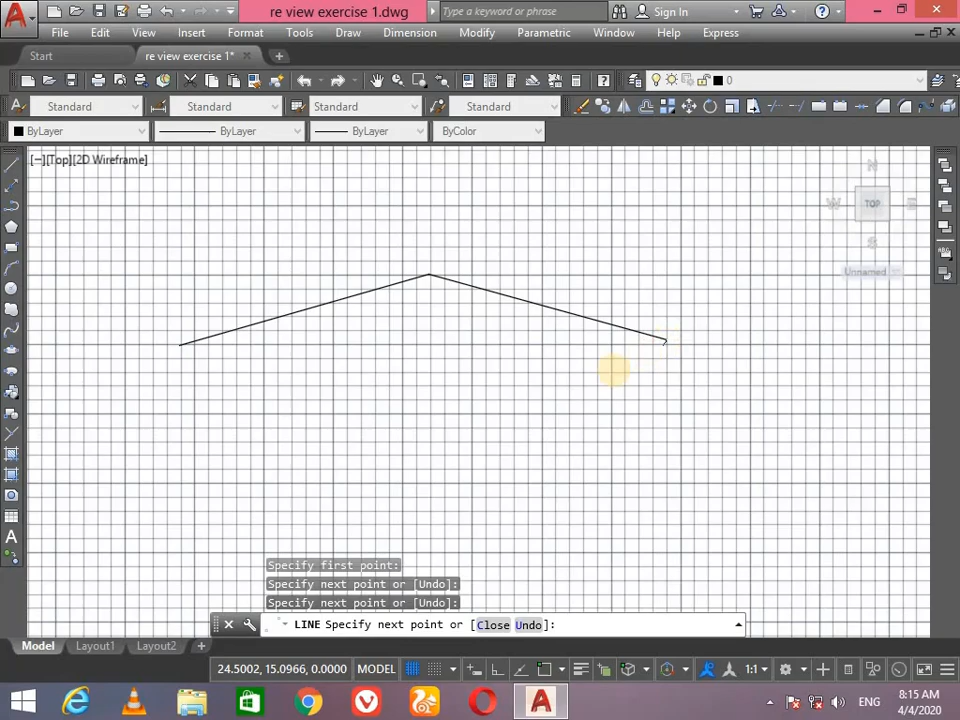 re view exercise 1.dwg
Type a keyword or phrase
Sign In
File Edit View Insert Format Tools Draw Dimension Modify Parametric Window Help Express
Start
re view exercise 1*
0
Standard Standard Standard Standard
ByLayer ByLayer ByLayer ByColor
[−][Top][2D Wireframe]
N
W TOP E
S
Unnamed
Specify first point:
Specify next point or [Undo]:
Specify next point or [Undo]:
LINE Specify next point or [Close Undo]:
Model Layout1 Layout2
24.5002, 15.0966, 0.0000 MODEL 1:1
ENG
8:15 AM
4/4/2020